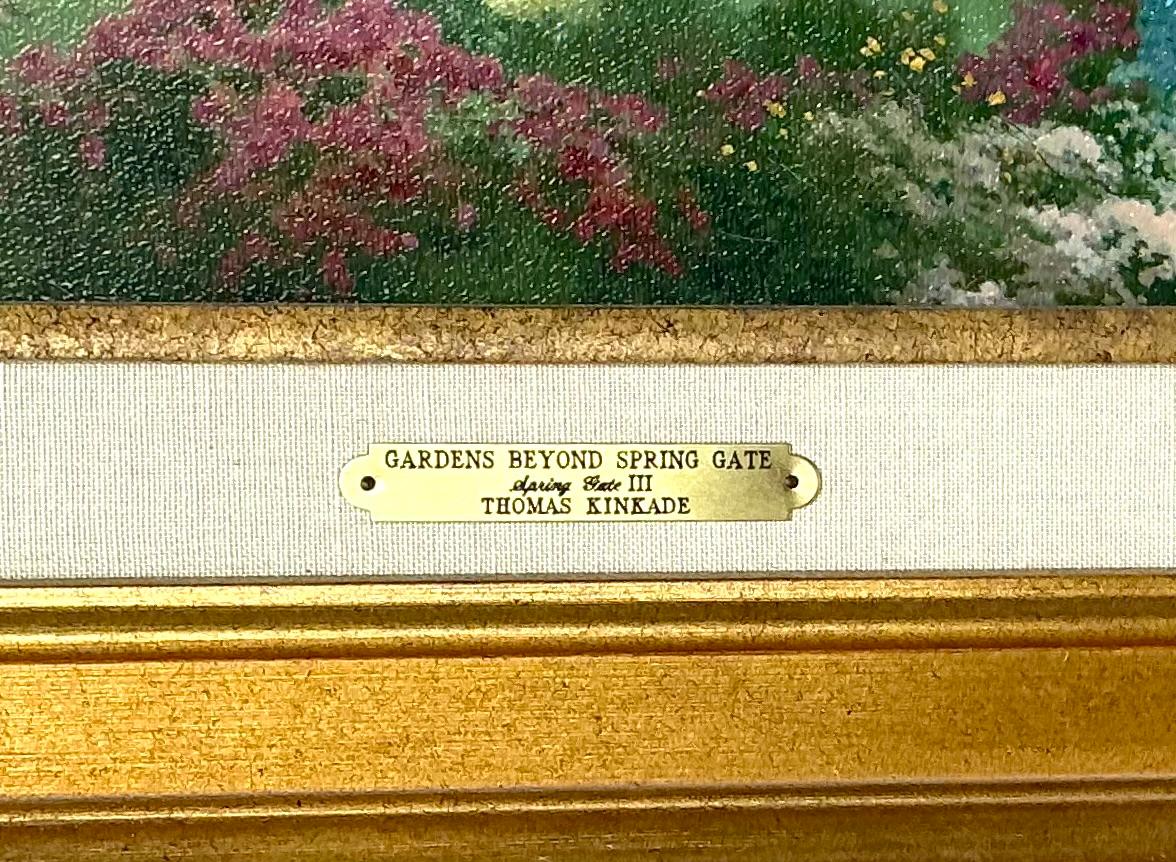 GARDENS BEYOND SPRING GATE
Spring Gate III
THOMAS KINKADE